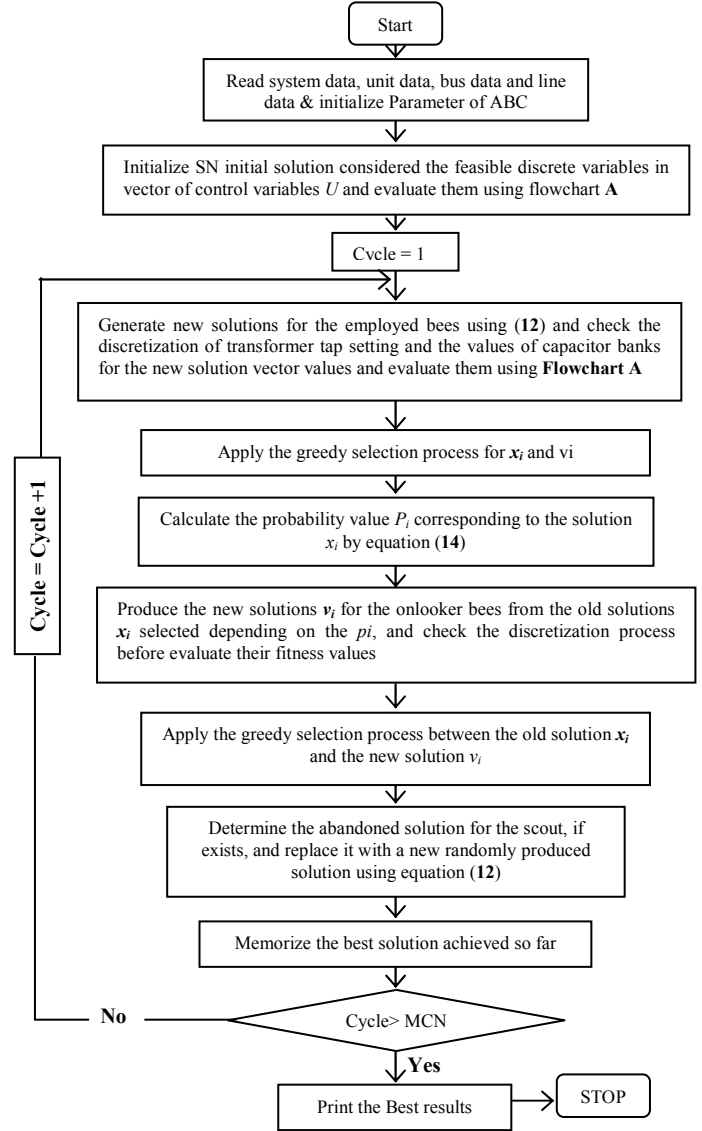 Start
Read system data, unit data, bus data and line
data & initialize Parameter of ABC
Initialize SN initial solution considered the feasible discrete variables in
vector of control variables U and evaluate them using flowchart A
Cycle = 1
Generate new solutions for the employed bees using (12) and check the
discretization of transformer tap setting and the values of capacitor banks
for the new solution vector values and evaluate them using Flowchart A
Apply the greedy selection process for xi and vi
Cycle = Cycle +1
Calculate the probability value Pi corresponding to the solution
xi by equation (14)
Produce the new solutions vi for the onlooker bees from the old solutions
xi selected depending on the pi, and check the discretization process
before evaluate their fitness values
Apply the greedy selection process between the old solution xi
and the new solution vi
Determine the abandoned solution for the scout, if
exists, and replace it with a new randomly produced
solution using equation (12)
Memorize the best solution achieved so far
No
Cycle> MCN
Yes
Print the Best results
STOP